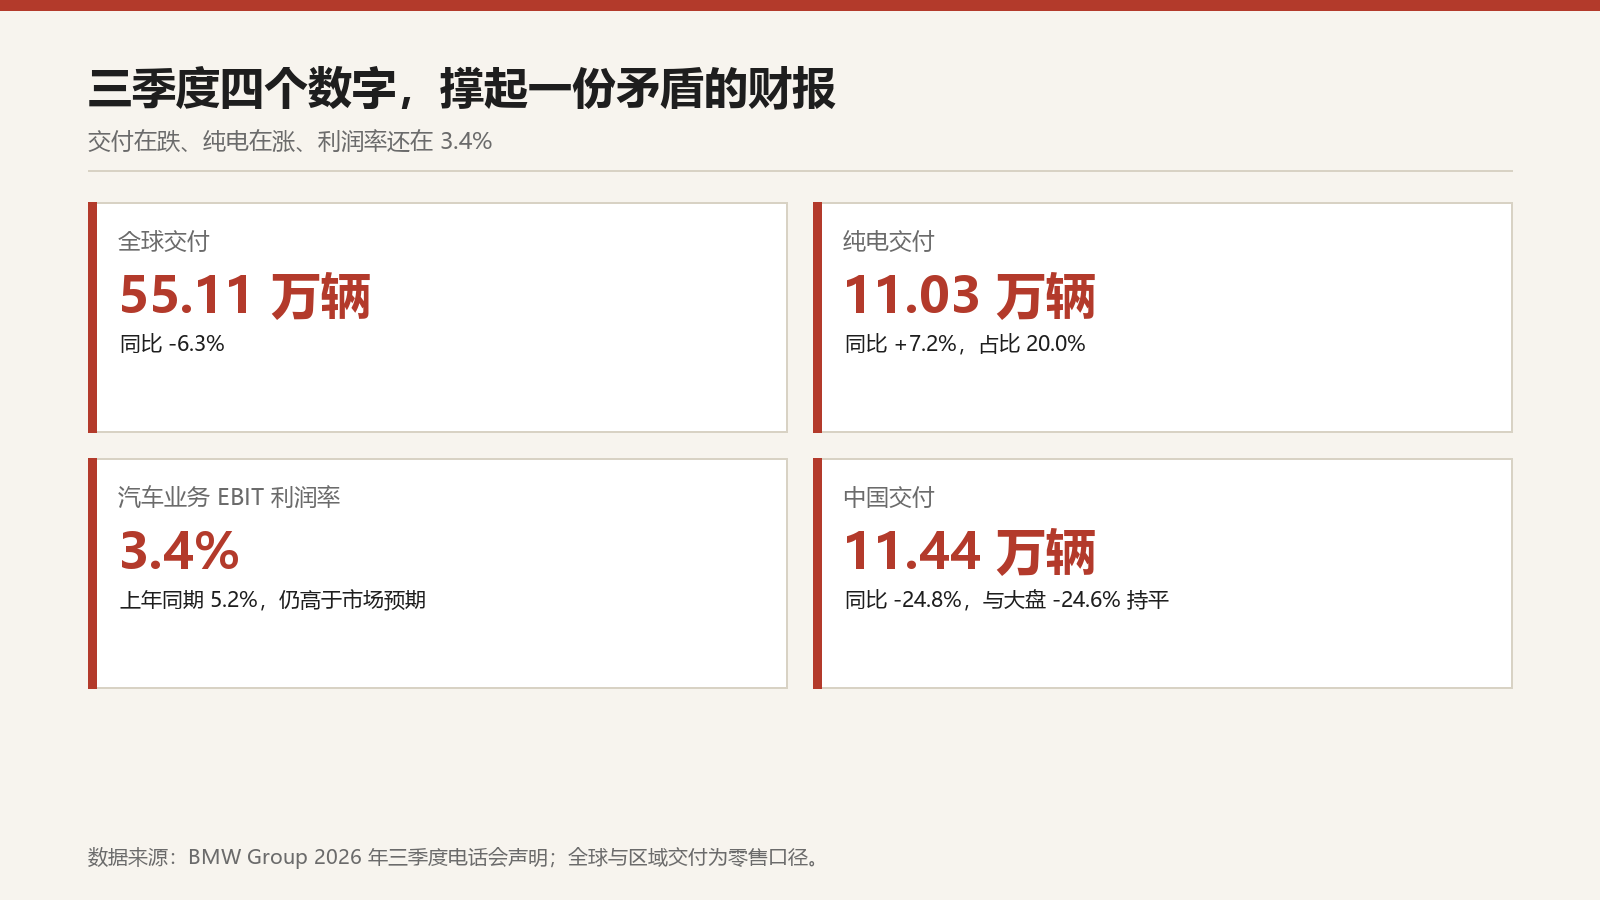 三季度四个数字，撑起一份矛盾的财报
交付在跌、纯电在涨、利润率还在 3.4%
全球交付
55.11 万辆
同比 -6.3%
纯电交付
11.03 万辆
同比 +7.2%，占比 20.0%
汽车业务 EBIT 利润率
3.4%
上年同期 5.2%，仍高于市场预期
中国交付
11.44 万辆
同比 -24.8%，与大盘 -24.6% 持平
数据来源：BMW Group 2026 年三季度电话会声明；全球与区域交付为零售口径。